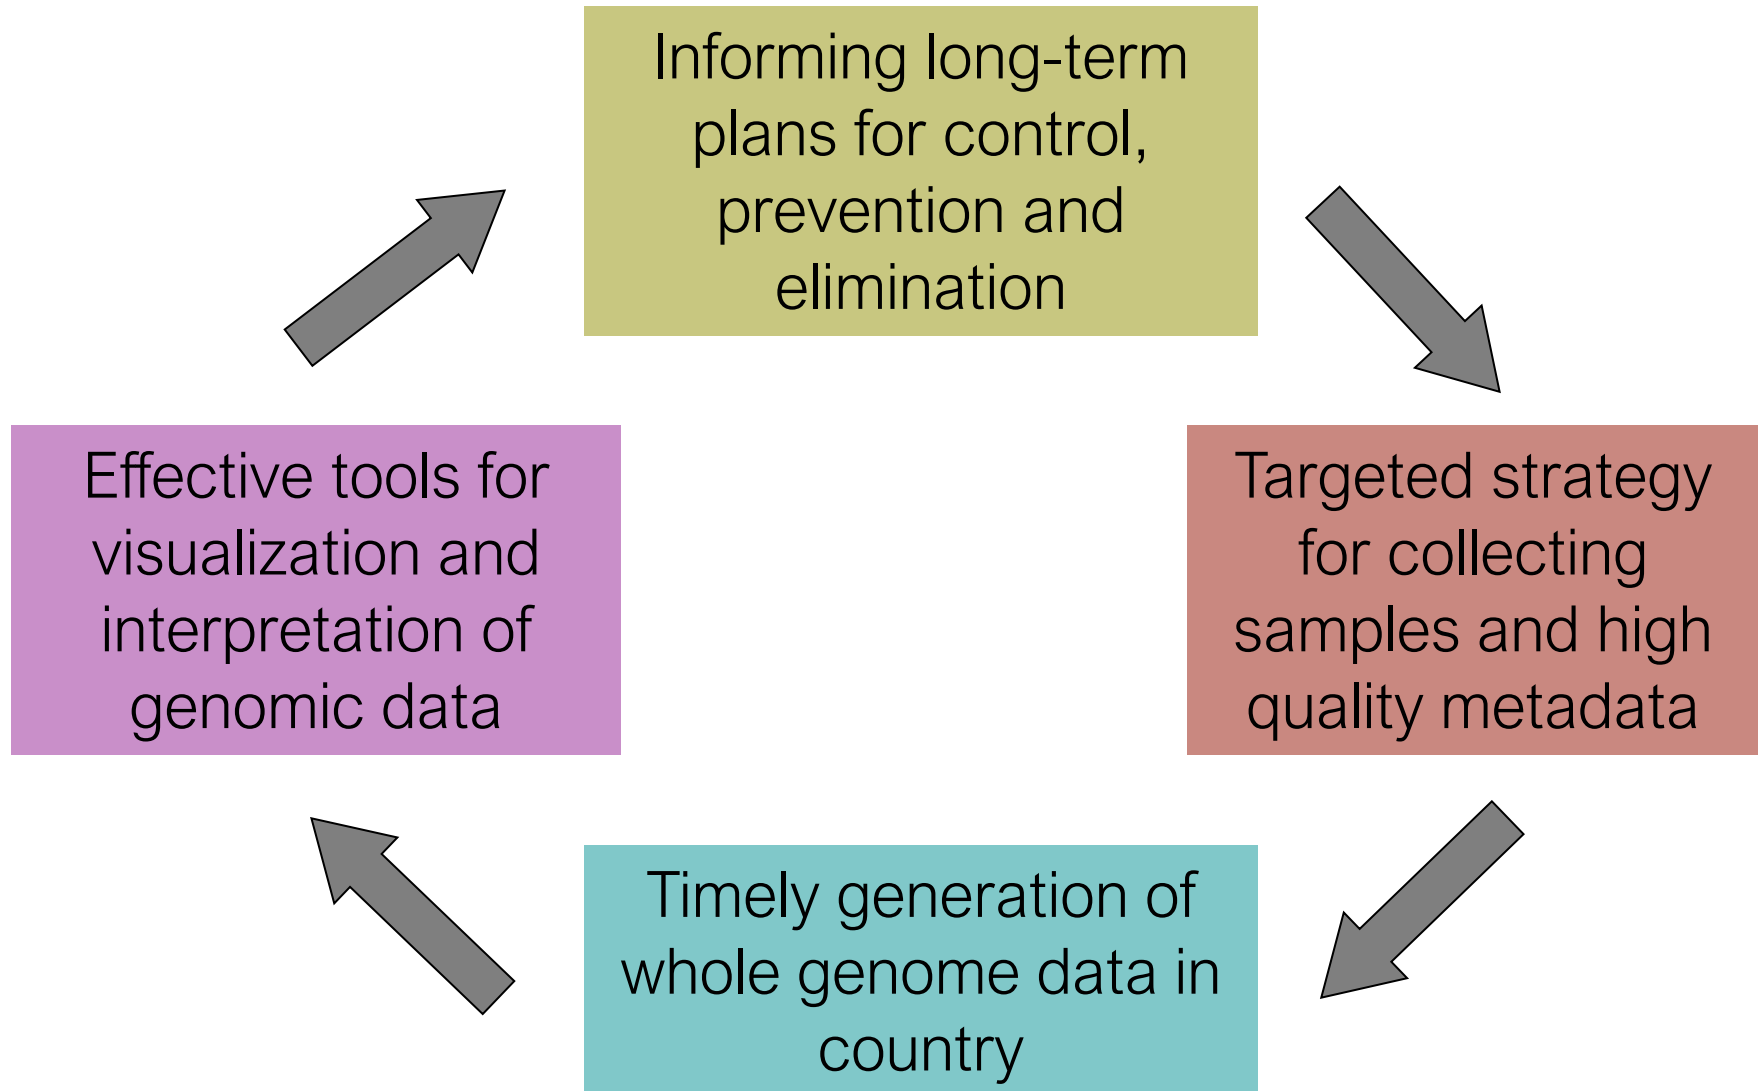 Informing long-term
plans for control,
prevention and
elimination
Effective tools for
visualization and
interpretation of
genomic data
Targeted strategy
for collecting
samples and high
quality metadata
Timely generation of
whole genome data in
country